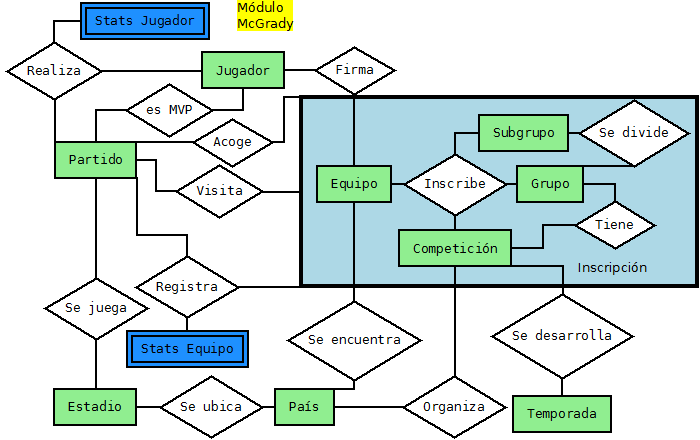 Módulo
McGrady
Stats Jugador
Realiza
Jugador
Firma
es MVP
Acoge
Subgrupo
Se divide
Partido
Visita
Equipo
Inscribe
Grupo
Tiene
Competición
Inscripción
Registra
Se juega
Stats Equipo
Se encuentra
Se desarrolla
Estadio
Se ubica
País
Organiza
Temporada